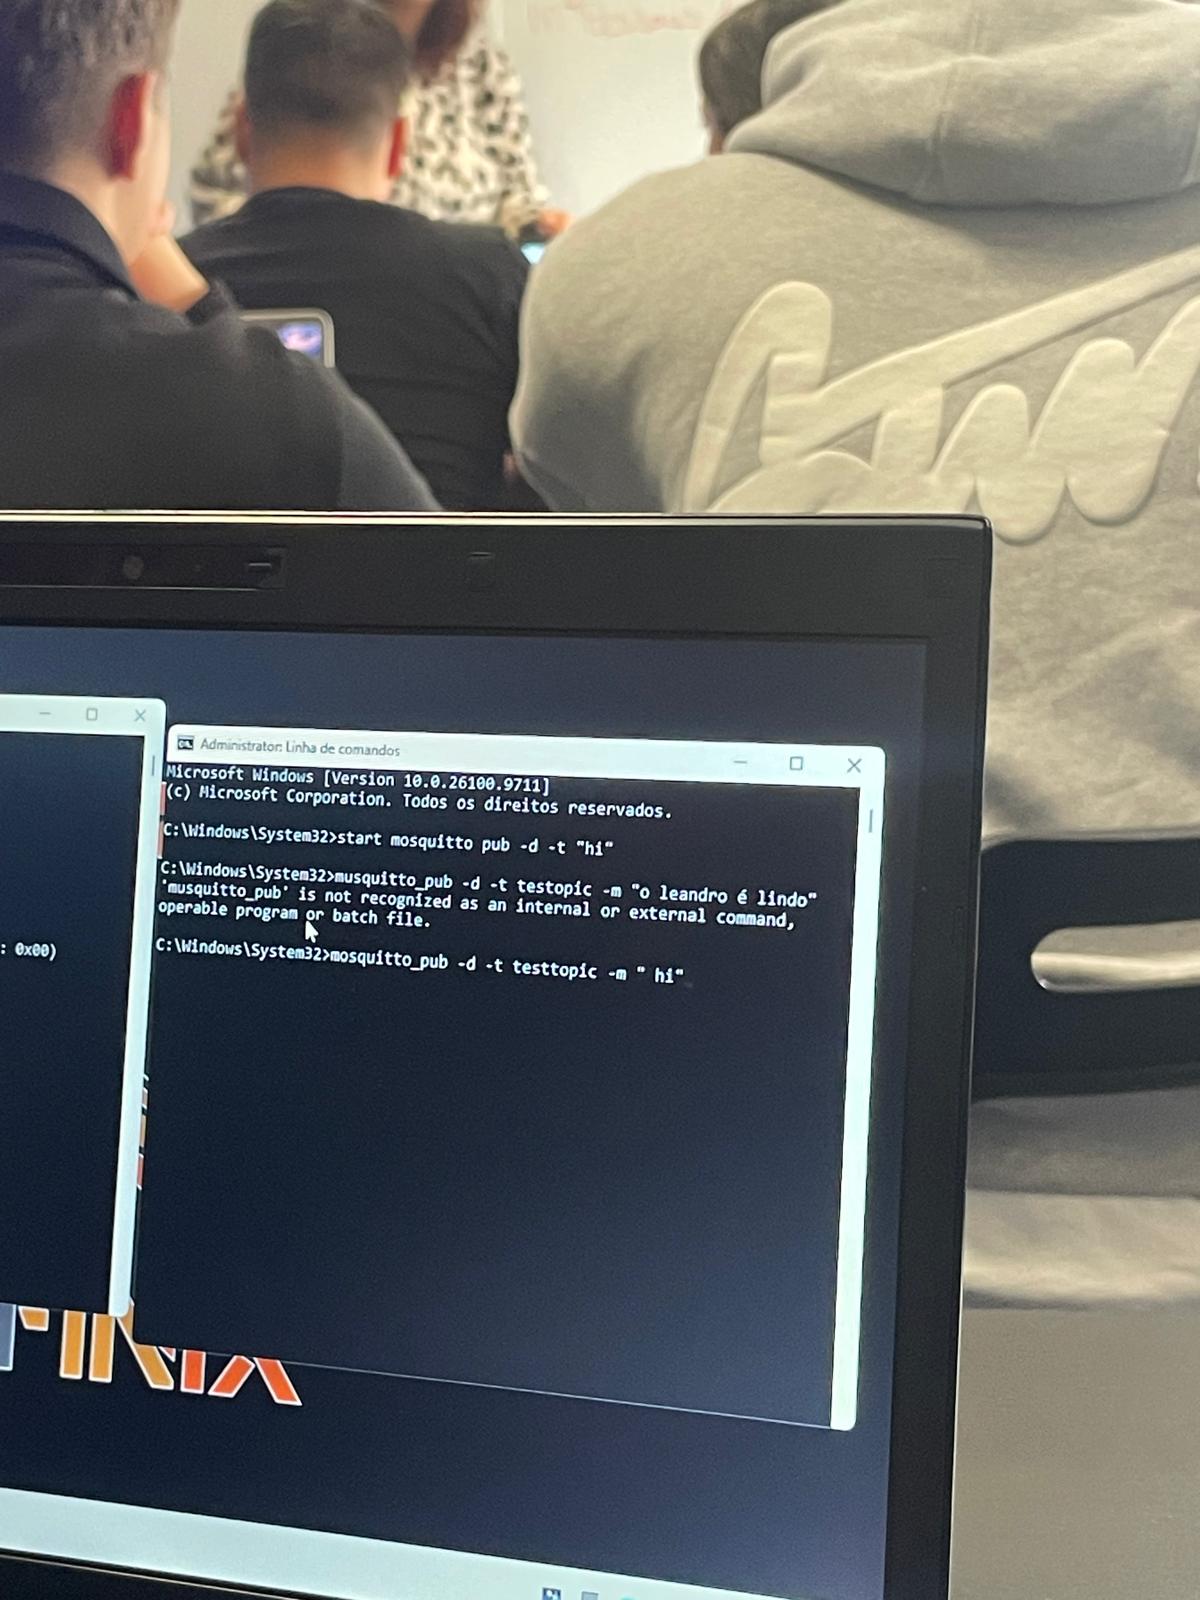 Administrator: Linha de comandos
Microsoft Windows [Version 10.0.26100.9711]
(c) Microsoft Corporation. Todos os direitos reservados.
C:\Windows\System32>start mosquitto pub -d -t "hi"
C:\Windows\System32>musquitto_pub -d -t testopic -m "o leandro é lindo"
'musquitto_pub' is not recognized as an internal or external command,
operable program or batch file.
: 0x00)
C:\Windows\System32>mosquitto_pub -d -t testtopic -m " hi"